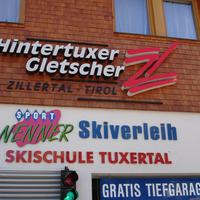 Hintertuxer
Gletscher
ZILLERTAL - TIROL
SPORT
NENNER Skiverleih
SKISCHULE TUXERTAL
GRATIS TIEFGARAG